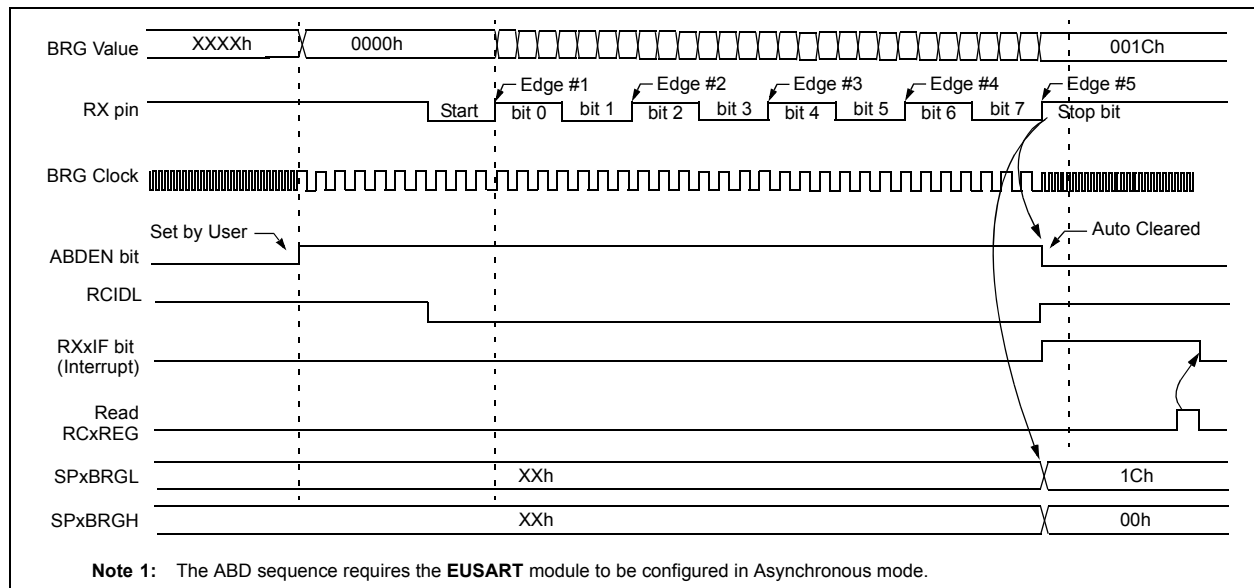 BRG Value XXXXh 0000h 001Ch
Edge #1 Edge #2 Edge #3 Edge #4 Edge #5
RX pin Start bit 0 bit 1 bit 2 bit 3 bit 4 bit 5 bit 6 bit 7 Stop bit
BRG Clock
Set by User Auto Cleared
ABDEN bit
RCIDL
RXxIF bit
(Interrupt)
Read
RCxREG
SPxBRGL XXh 1Ch
SPxBRGH XXh 00h
Note 1: The ABD sequence requires the EUSART module to be configured in Asynchronous mode.